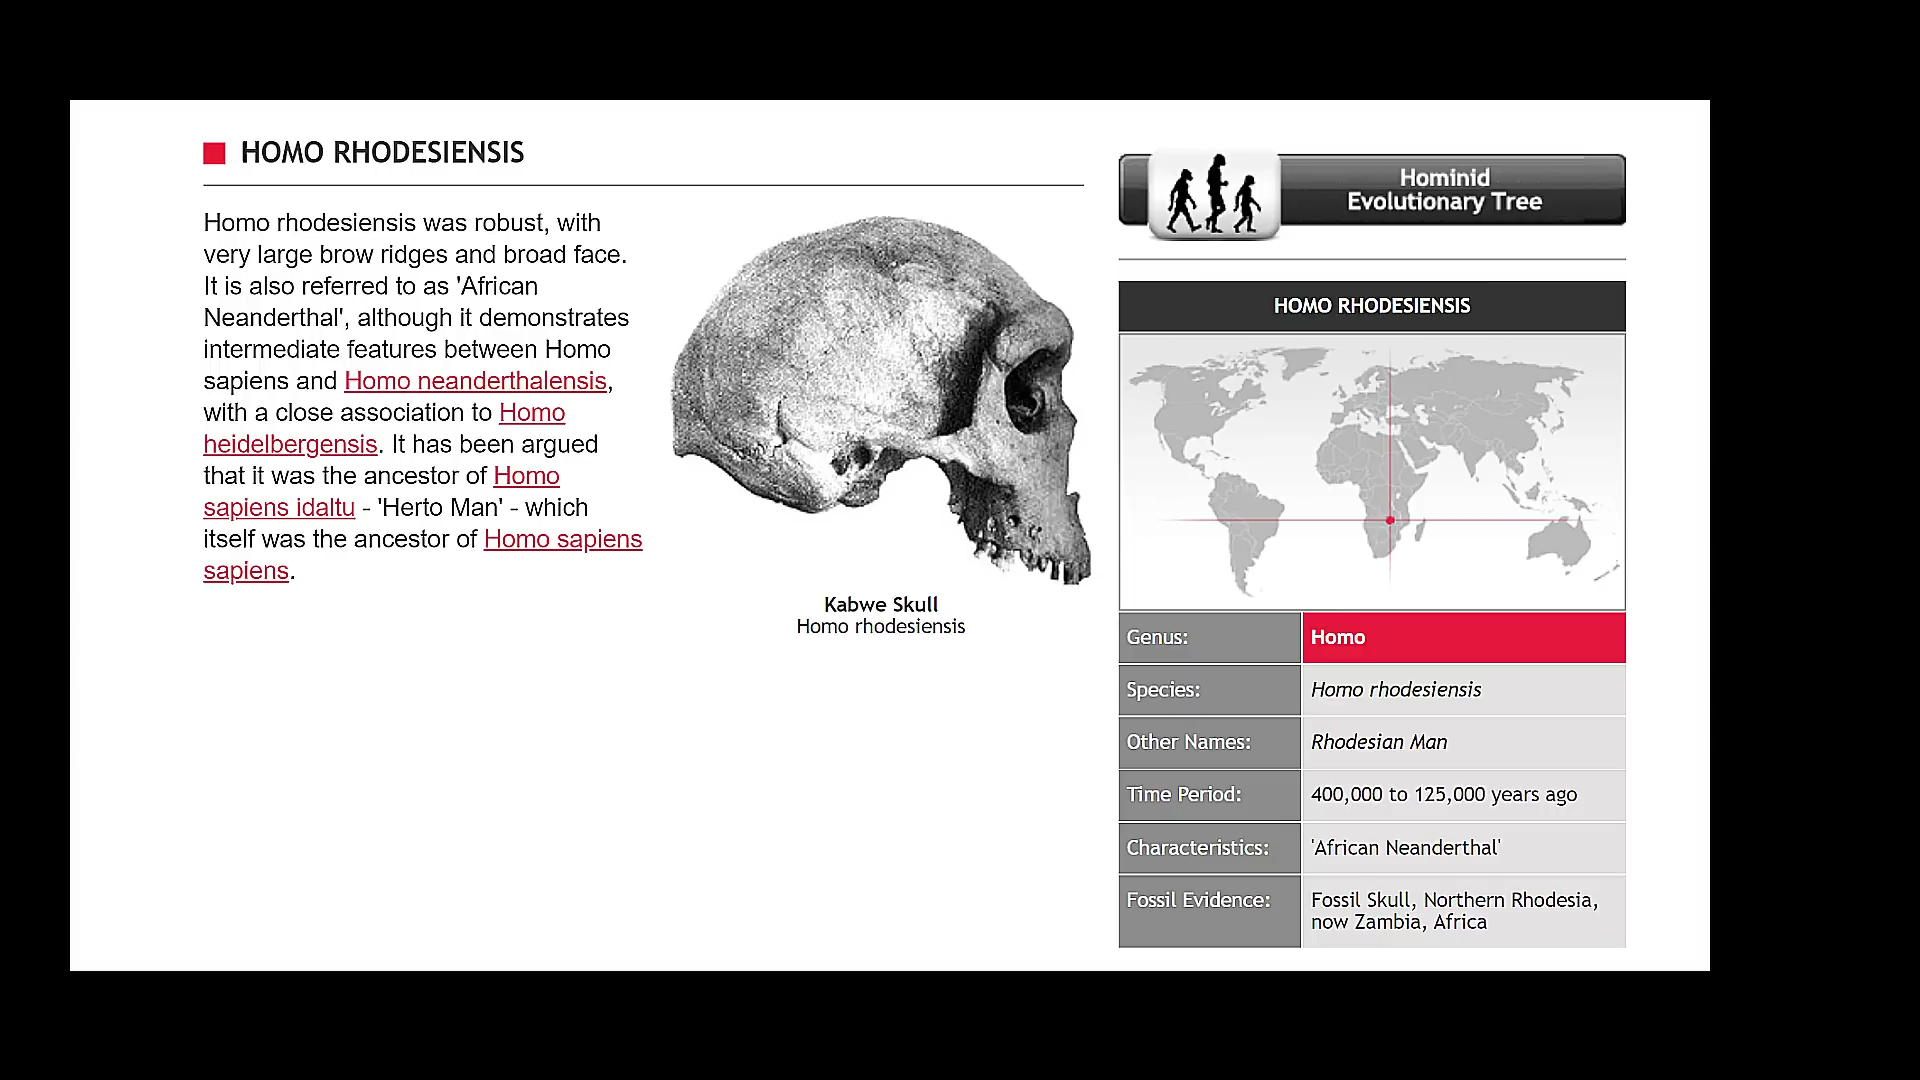 HOMO RHODESIENSIS
Homo rhodesiensis was robust, with
very large brow ridges and broad face.
It is also referred to as 'African
Neanderthal', although it demonstrates
intermediate features between Homo
sapiens and Homo neanderthalensis,
with a close association to Homo
heidelbergensis. It has been argued
that it was the ancestor of Homo
sapiens idaltu - 'Herto Man' - which
itself was the ancestor of Homo sapiens
sapiens.
Kabwe Skull
Homo rhodesiensis
Hominid
Evolutionary Tree
HOMO RHODESIENSIS
Genus: Homo
Species: Homo rhodesiensis
Other Names: Rhodesian Man
Time Period: 400,000 to 125,000 years ago
Characteristics: 'African Neanderthal'
Fossil Evidence: Fossil Skull, Northern Rhodesia,
now Zambia, Africa